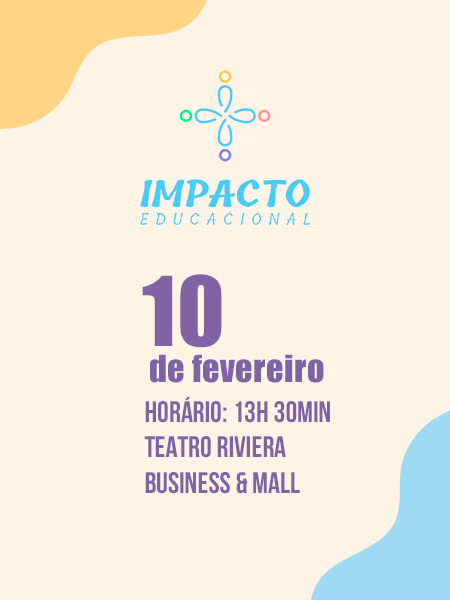 IMPACTO
EDUCACIONAL
10
de fevereiro
HORÁRIO: 13H 30MIN
TEATRO RIVIERA
BUSINESS & MALL